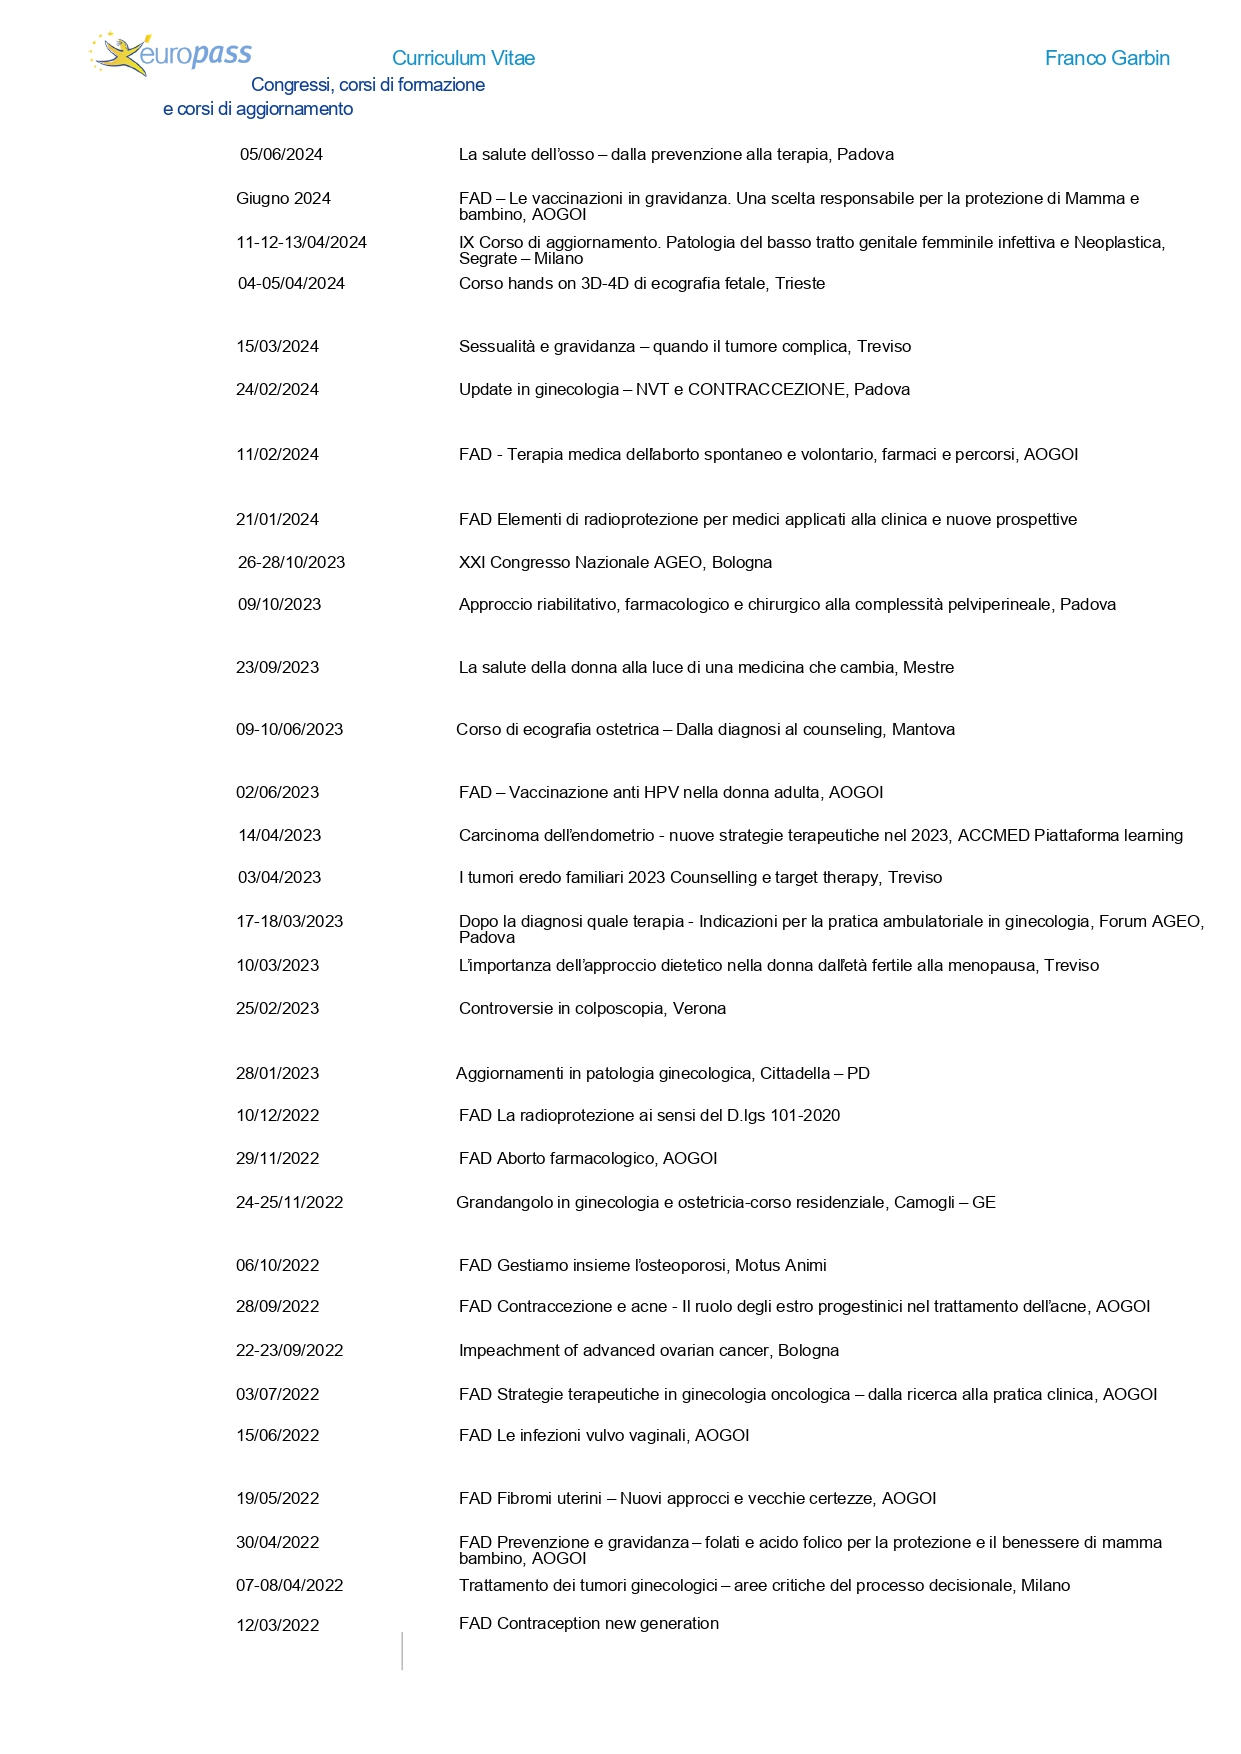 europass Curriculum Vitae Franco Garbin
Congressi, corsi di formazione
e corsi di aggiornamento
05/06/2024 La salute dell’osso – dalla prevenzione alla terapia, Padova
Giugno 2024 FAD – Le vaccinazioni in gravidanza. Una scelta responsabile per la protezione di Mamma e
bambino, AOGOI
11-12-13/04/2024 IX Corso di aggiornamento. Patologia del basso tratto genitale femminile infettiva e Neoplastica,
Segrate – Milano
04-05/04/2024 Corso hands on 3D-4D di ecografia fetale, Trieste
15/03/2024 Sessualità e gravidanza – quando il tumore complica, Treviso
24/02/2024 Update in ginecologia – NVT e CONTRACCEZIONE, Padova
11/02/2024 FAD - Terapia medica dell’aborto spontaneo e volontario, farmaci e percorsi, AOGOI
21/01/2024 FAD Elementi di radioprotezione per medici applicati alla clinica e nuove prospettive
26-28/10/2023 XXI Congresso Nazionale AGEO, Bologna
09/10/2023 Approccio riabilitativo, farmacologico e chirurgico alla complessità pelviperineale, Padova
23/09/2023 La salute della donna alla luce di una medicina che cambia, Mestre
09-10/06/2023 Corso di ecografia ostetrica – Dalla diagnosi al counseling, Mantova
02/06/2023 FAD – Vaccinazione anti HPV nella donna adulta, AOGOI
14/04/2023 Carcinoma dell’endometrio - nuove strategie terapeutiche nel 2023, ACCMED Piattaforma learning
03/04/2023 I tumori eredo familiari 2023 Counselling e target therapy, Treviso
17-18/03/2023 Dopo la diagnosi quale terapia - Indicazioni per la pratica ambulatoriale in ginecologia, Forum AGEO,
Padova
10/03/2023 L’importanza dell’approccio dietetico nella donna dall’età fertile alla menopausa, Treviso
25/02/2023 Controversie in colposcopia, Verona
28/01/2023 Aggiornamenti in patologia ginecologica, Cittadella – PD
10/12/2022 FAD La radioprotezione ai sensi del D.lgs 101-2020
29/11/2022 FAD Aborto farmacologico, AOGOI
24-25/11/2022 Grandangolo in ginecologia e ostetricia-corso residenziale, Camogli – GE
06/10/2022 FAD Gestiamo insieme l’osteoporosi, Motus Animi
28/09/2022 FAD Contraccezione e acne - Il ruolo degli estro progestinici nel trattamento dell’acne, AOGOI
22-23/09/2022 Impeachment of advanced ovarian cancer, Bologna
03/07/2022 FAD Strategie terapeutiche in ginecologia oncologica – dalla ricerca alla pratica clinica, AOGOI
15/06/2022 FAD Le infezioni vulvo vaginali, AOGOI
19/05/2022 FAD Fibromi uterini – Nuovi approcci e vecchie certezze, AOGOI
30/04/2022 FAD Prevenzione e gravidanza – folati e acido folico per la protezione e il benessere di mamma
bambino, AOGOI
07-08/04/2022 Trattamento dei tumori ginecologici – aree critiche del processo decisionale, Milano
12/03/2022 FAD Contraception new generation